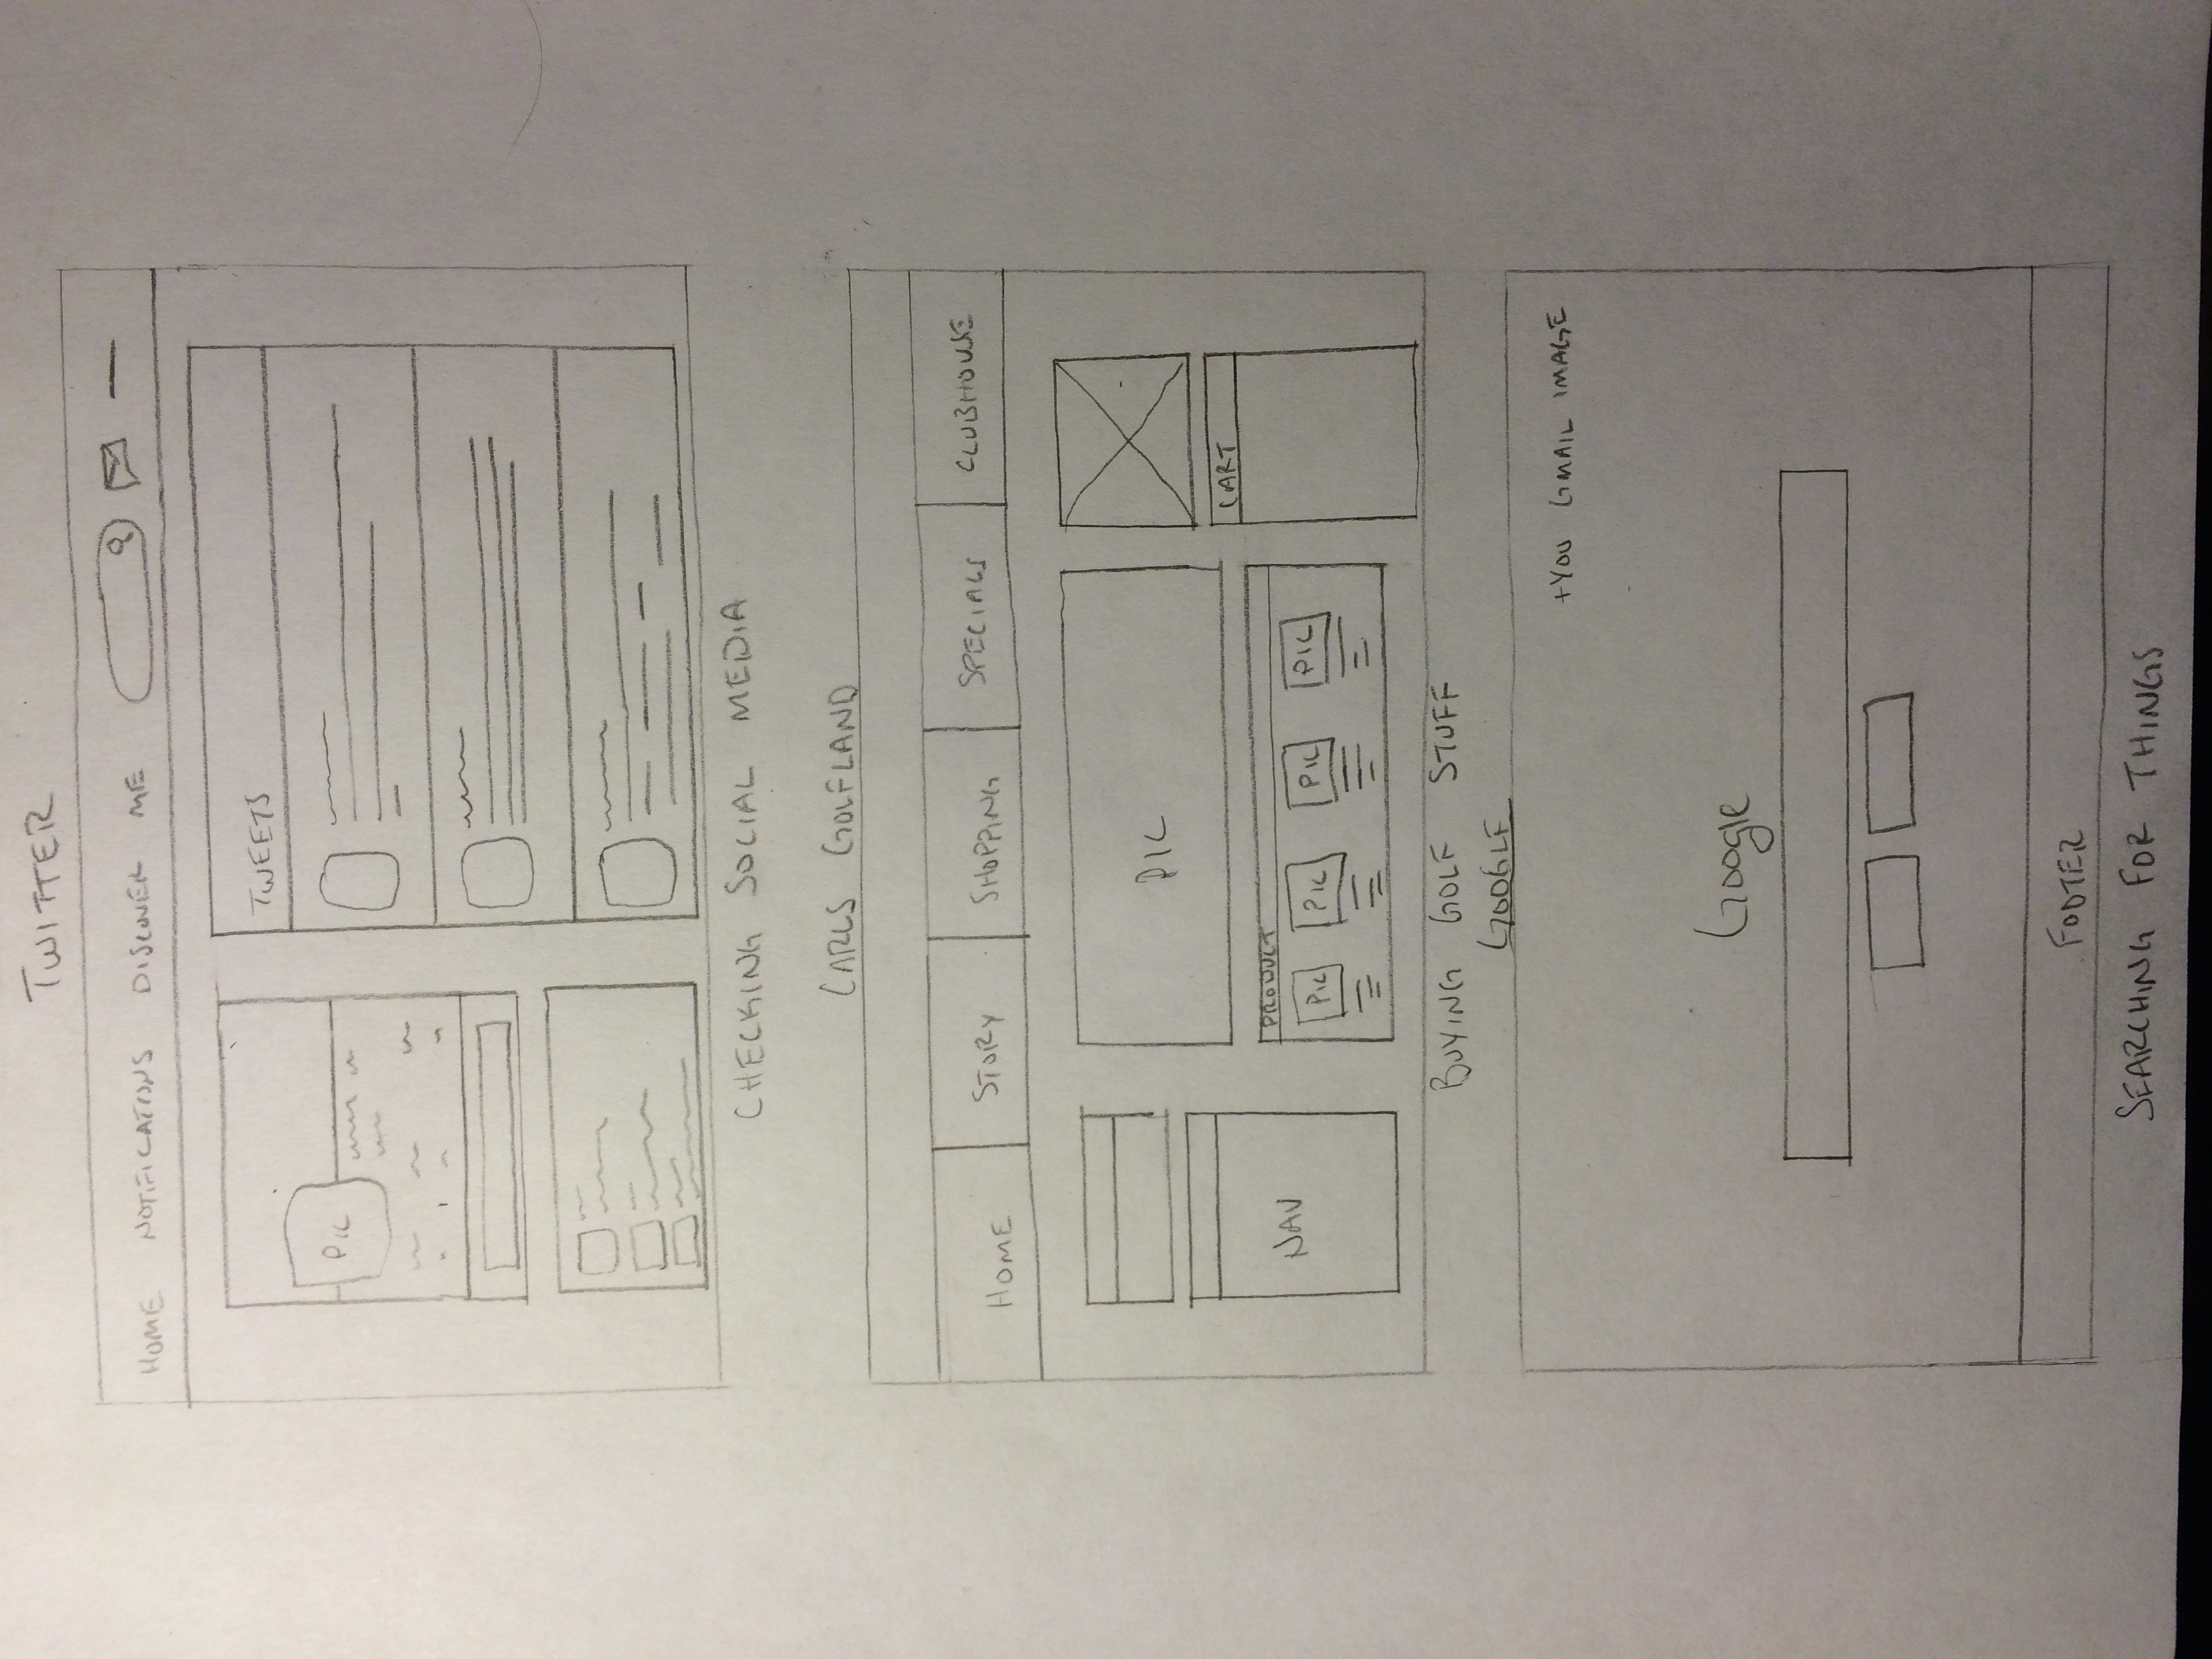 TWITTER
HOME NOTIFICATIONS DISCOVER ME
TWEETS
PIC
CHECKING SOCIAL MEDIA
CARLS GOLFLAND
HOME STORY SHOPPING SPECIALS CLUBHOUSE
PIC
CART
NAV
PRODUCT
PIC PIC PIC PIC
BUYING GOLF STUFF
GOOGLE
+YOU GMAIL IMAGE
Google
FOOTER
SEARCHING FOR THINGS